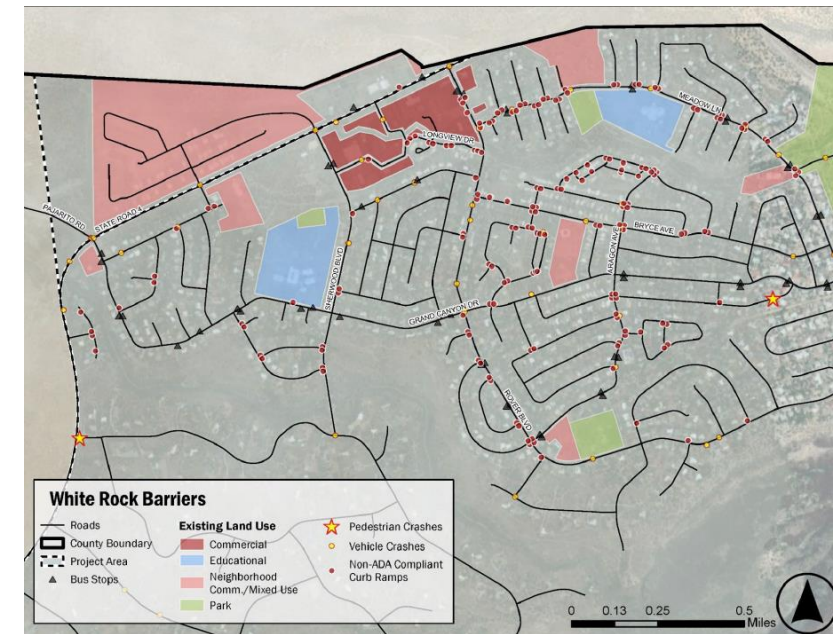 MEADOW LN
LONGVIEW DR
PAJARITO RD
STATE ROAD 4
BRYCE AVE
ARAGON AVE
SHERWOOD BLVD
GRAND CANYON DR
ROVER BLVD
White Rock Barriers
Roads
County Boundary
Project Area
Bus Stops
Existing Land Use
Commercial
Educational
Neighborhood
Comm./Mixed Use
Park
Pedestrian Crashes
Vehicle Crashes
Non-ADA Compliant
Curb Ramps
0 0.13 0.25 0.5
Miles